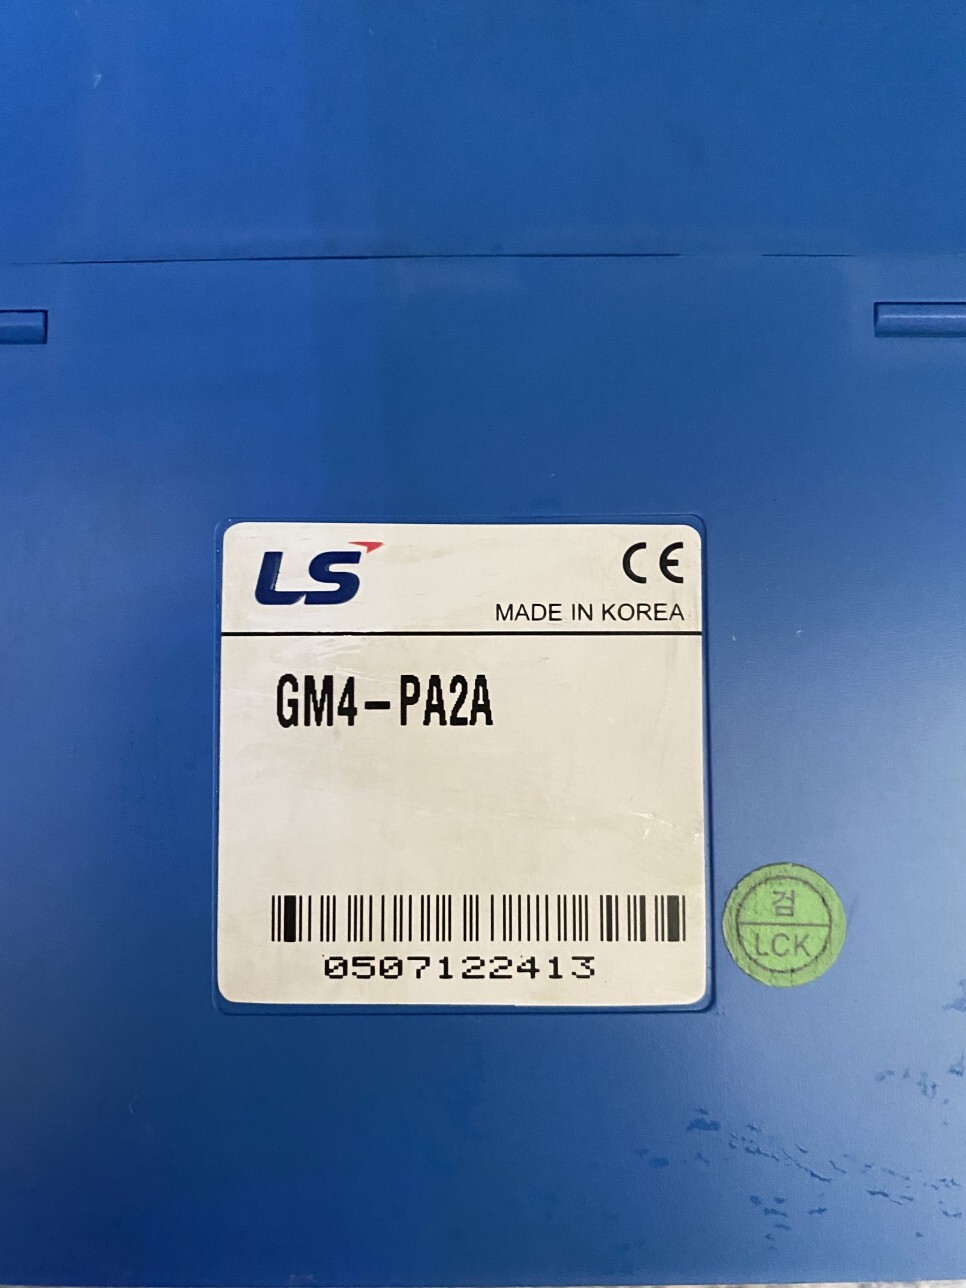 LS
CE
MADE IN KOREA
GM4-PA2A
0507122413
검
LCK